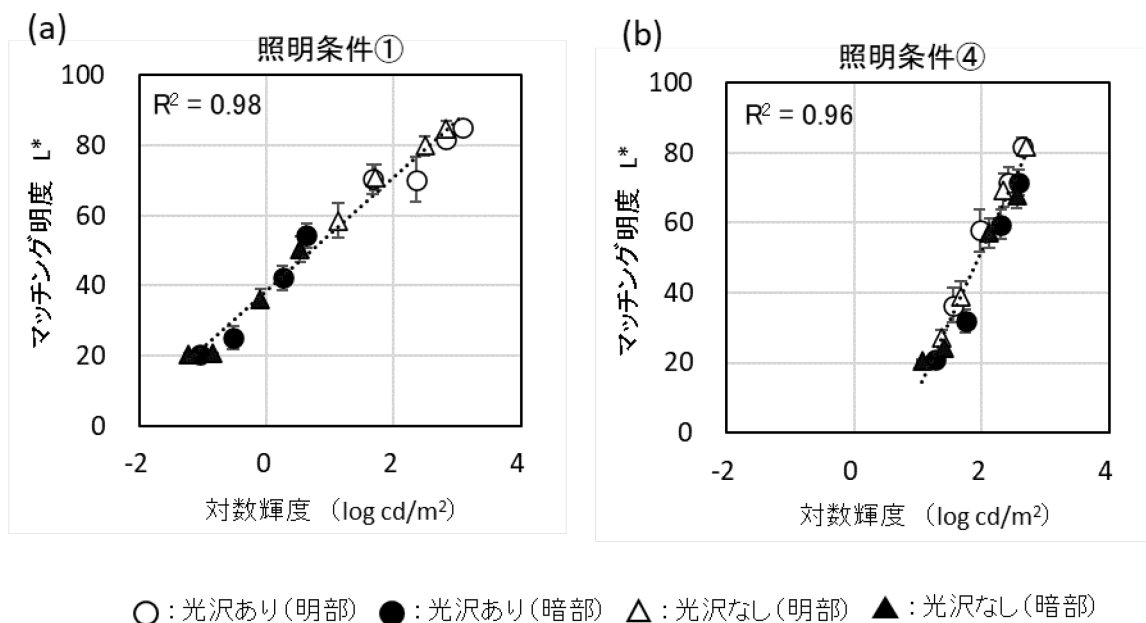 (a)
照明条件①
R² = 0.98
マッチング明度 L*
100
80
60
40
20
0
-2
0
2
4
対数輝度 (log cd/m²)
(b)
照明条件④
R² = 0.96
マッチング明度 L*
100
80
60
40
20
0
-2
0
2
4
対数輝度 (log cd/m²)
○：光沢あり(明部) ●：光沢あり(暗部) △：光沢なし(明部) ▲：光沢なし(暗部)